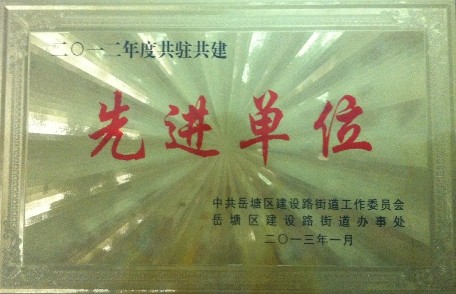 二〇一二年度共驻共建
先进单位
中共岳塘区建设路街道工作委员会
岳塘区建设路街道办事处
二〇一三年一月